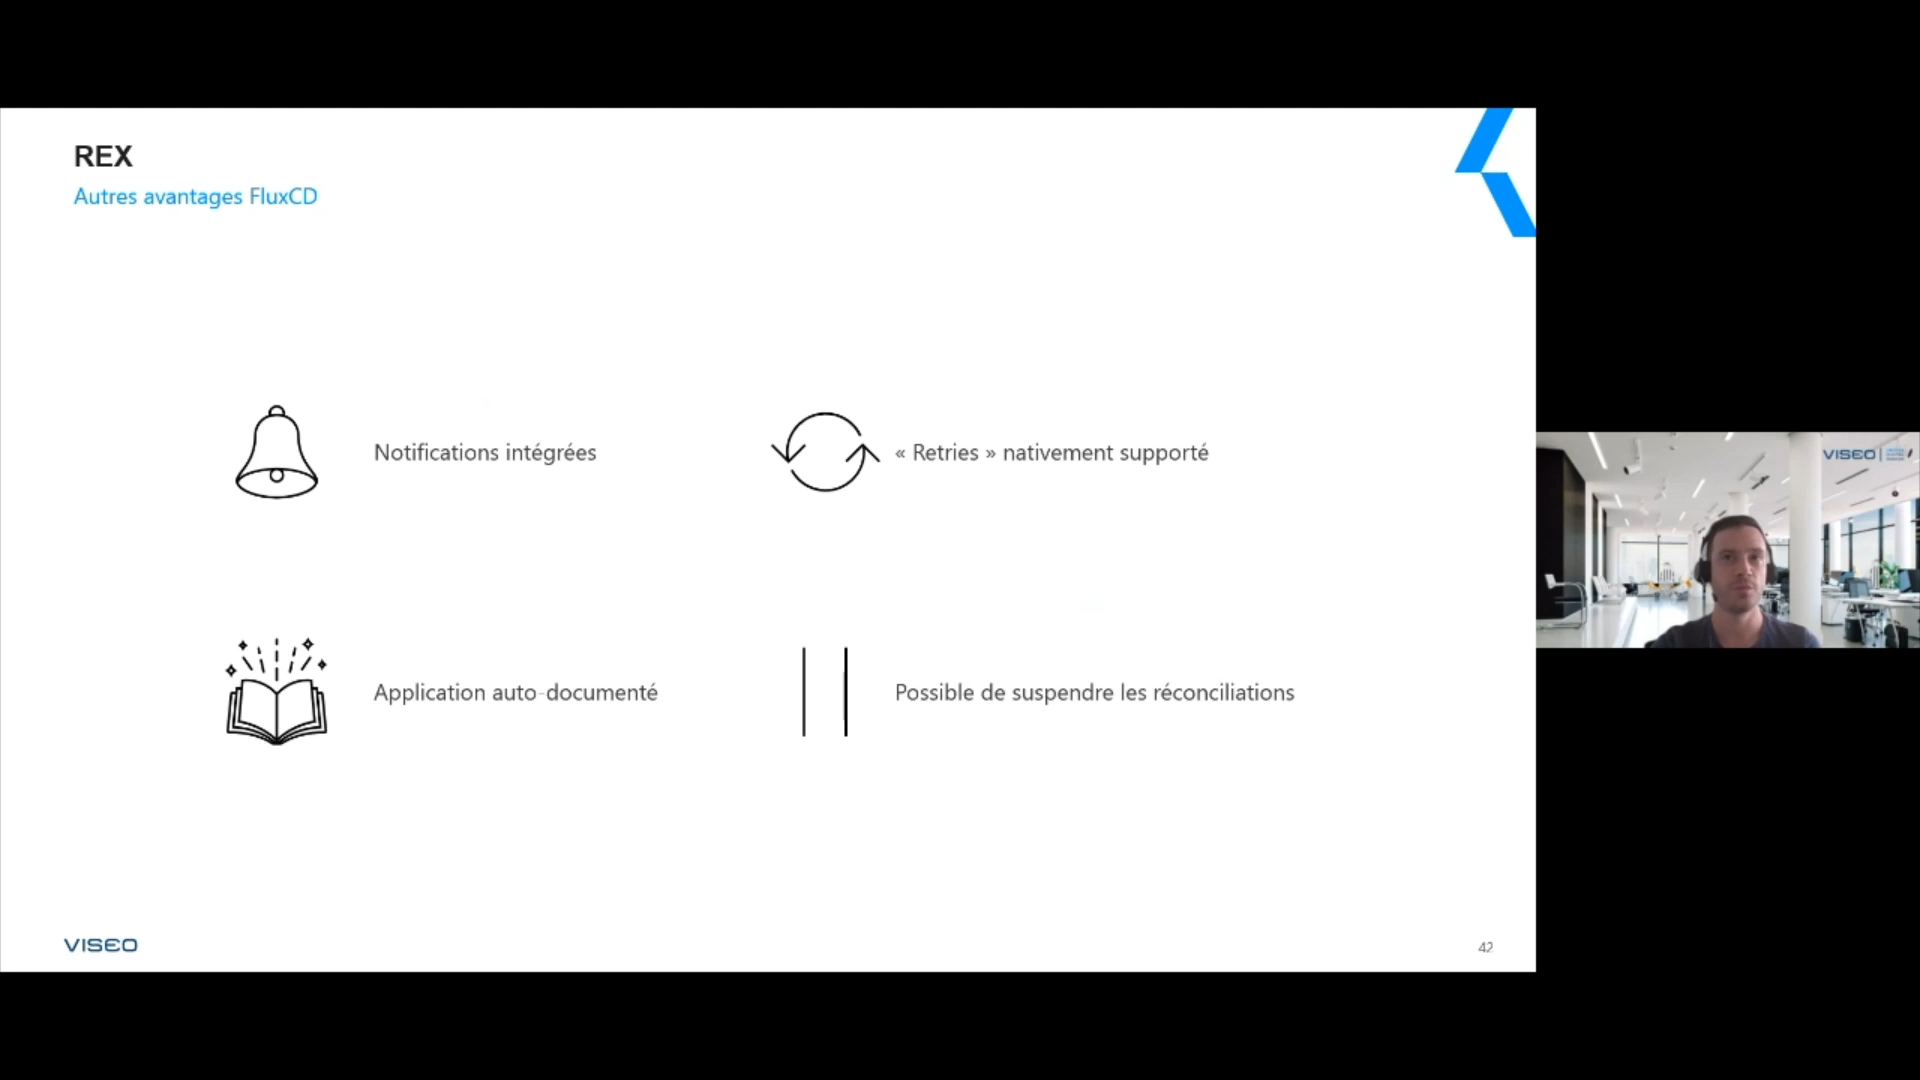 REX
Autres avantages FluxCD
Notifications intégrées
« Retries » nativement supporté
Application auto-documenté
Possible de suspendre les réconciliations
VISEO
42
VISEO